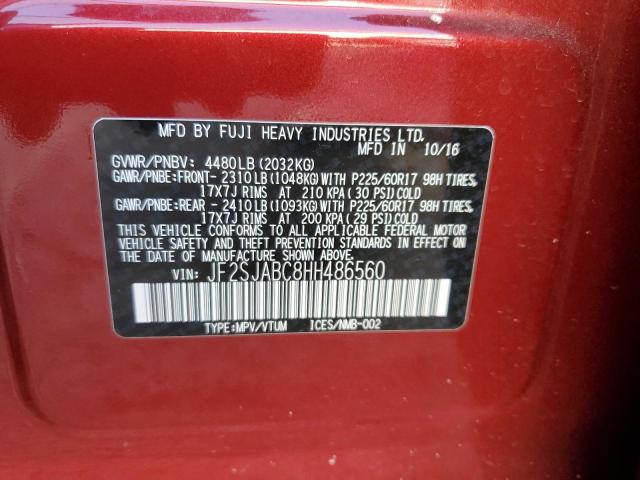 MFD BY FUJI HEAVY INDUSTRIES LTD.
MFD IN 10/16
GVWR/PNBV: 4480LB(2032KG)
GAWR/PNBE:FRONT- 2310LB(1048KG)WITH P225/60R17 98H TIRES,
17X7J RIMS AT 210 KPA(30 PSI)COLD
GAWR/PNBE:REAR - 2410LB(1093KG)WITH P225/60R17 98H TIRES,
17X7J RIMS AT 200 KPA(29 PSI)COLD
THIS VEHICLE CONFORMS TO ALL APPLICABLE FEDERAL MOTOR
VEHICLE SAFETY AND THEFT PREVENTION STANDARDS IN EFFECT ON
THE DATE OF MANUFACTURE SHOWN ABOVE.
VIN: JF2SJABC8HH486560
TYPE:MPV/VTUM ICES/NMB-002